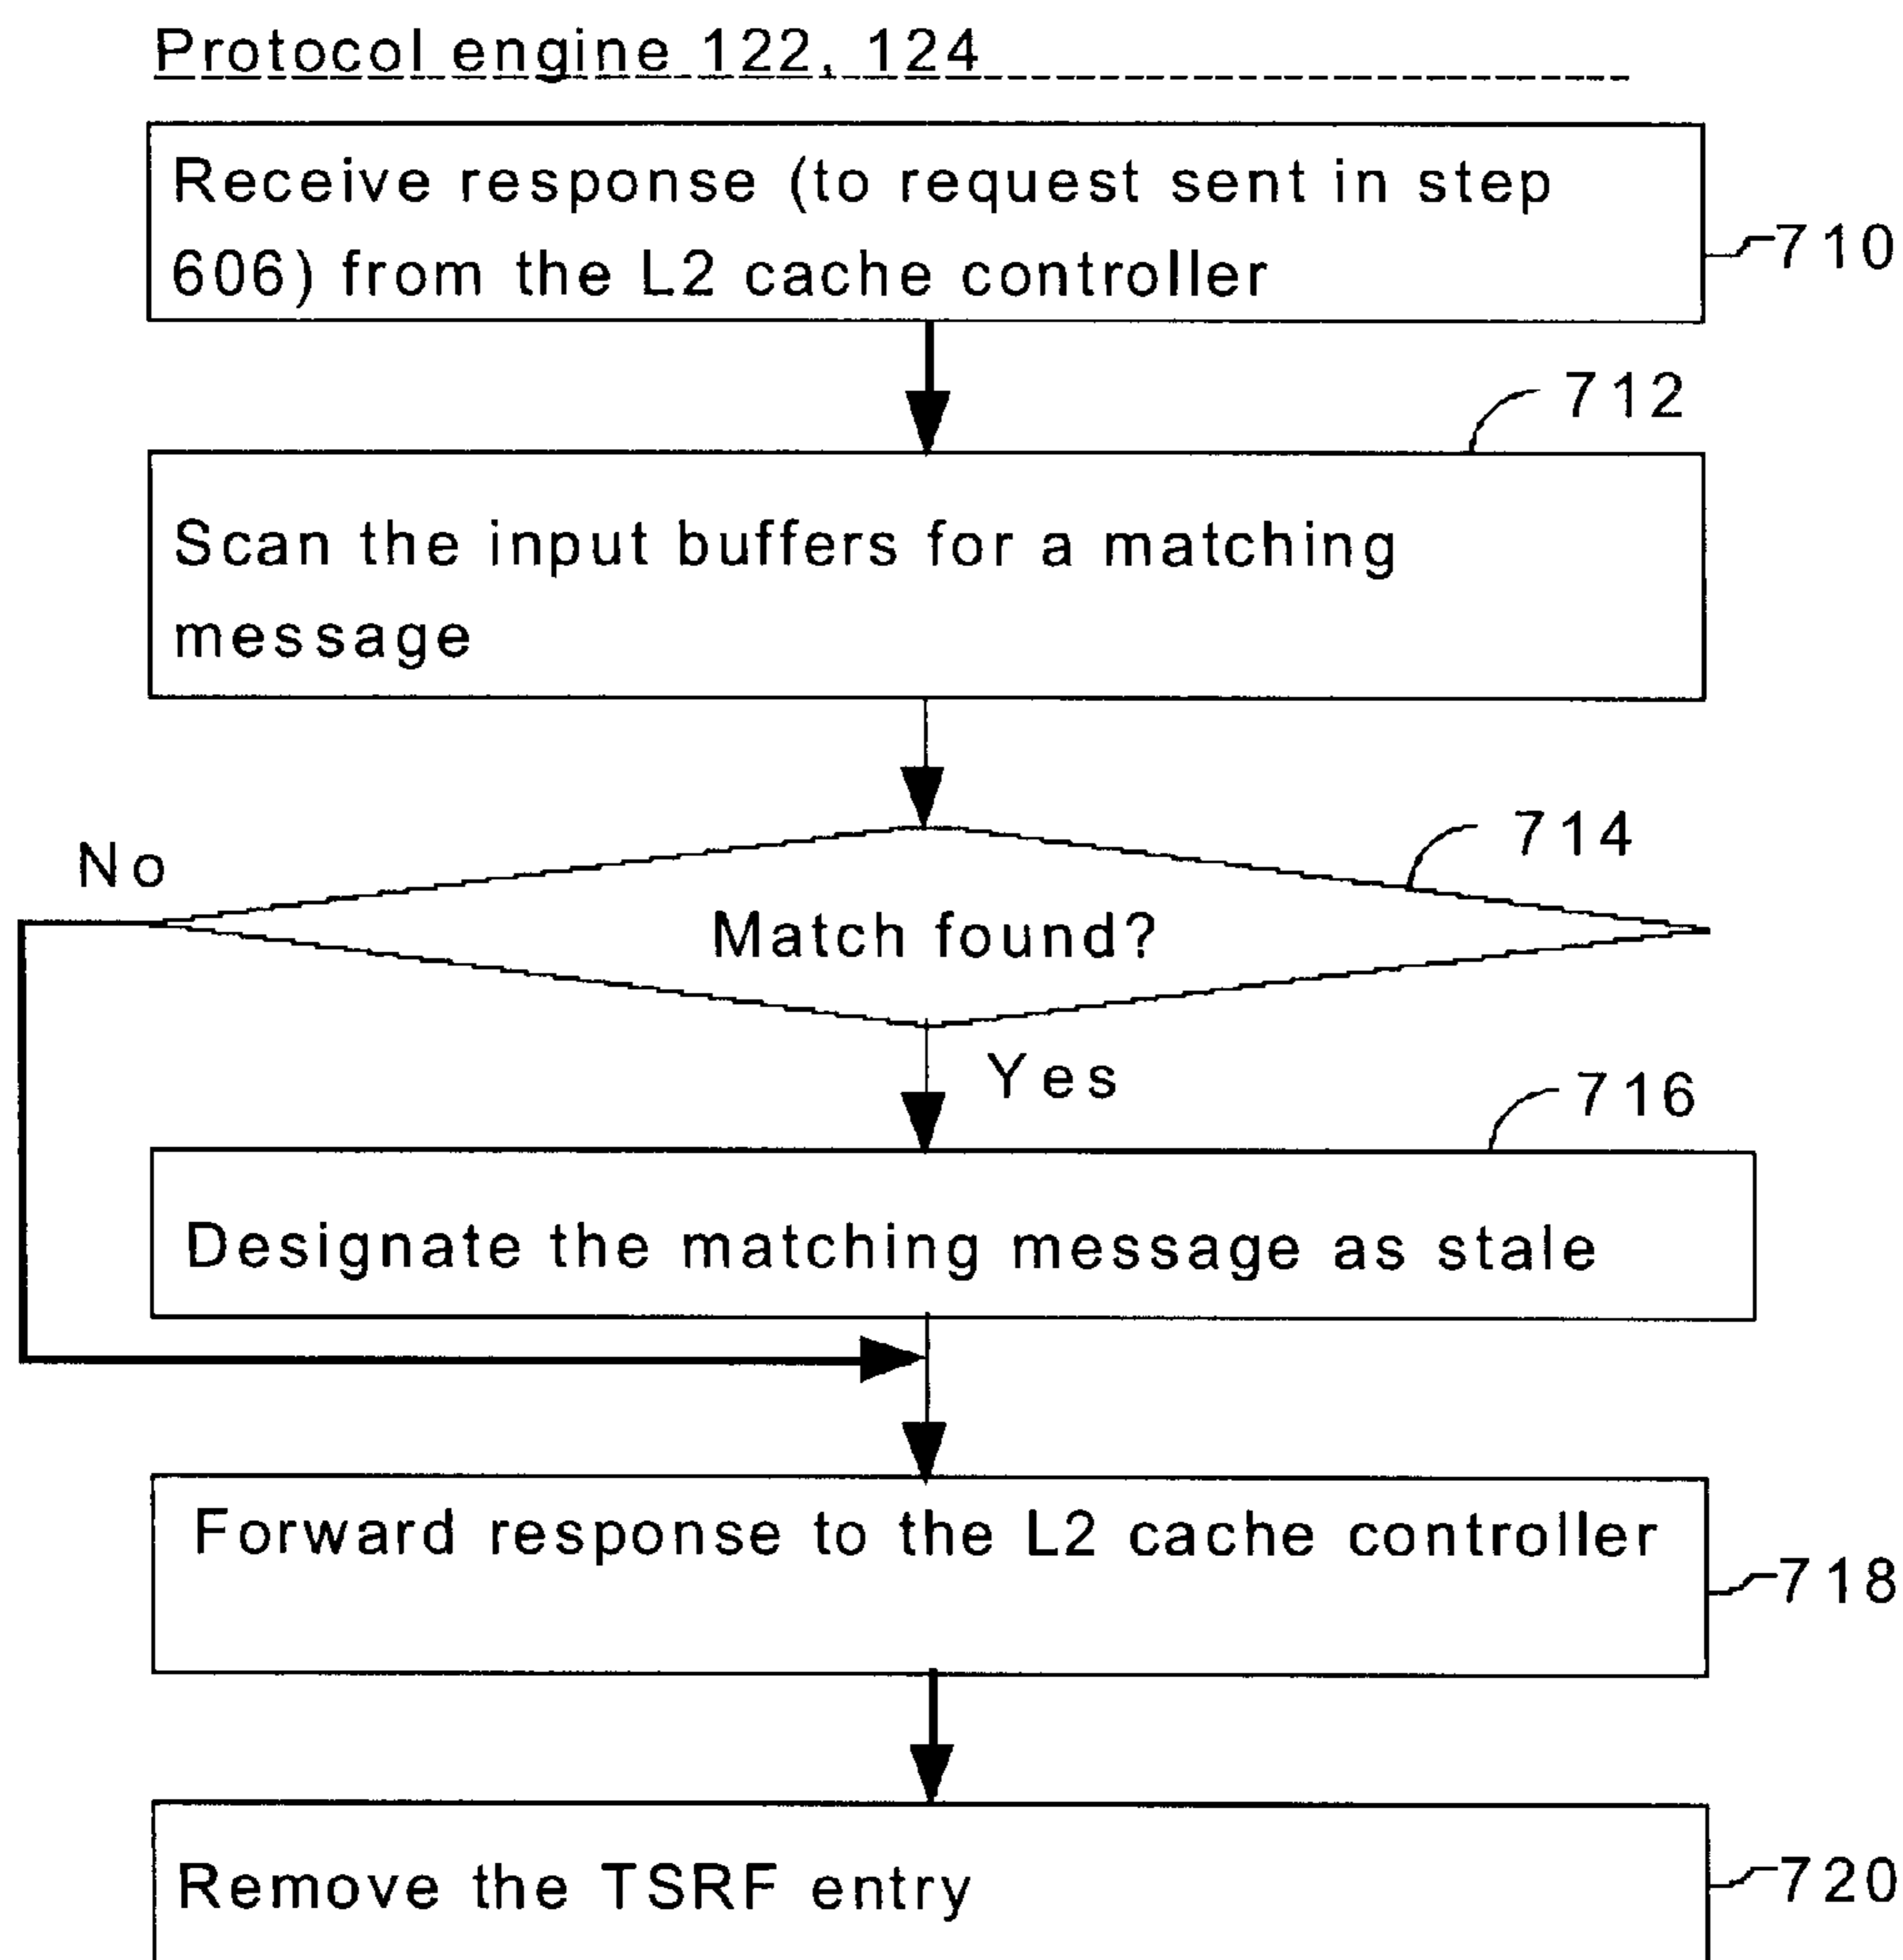 Protocol engine 122, 124
Receive response (to request sent in step
606) from the L2 cache controller
710
712
Scan the input buffers for a matching
message
714
No
Match found?
Yes
716
Designate the matching message as stale
Forward response to the L2 cache controller
718
Remove the TSRF entry
720